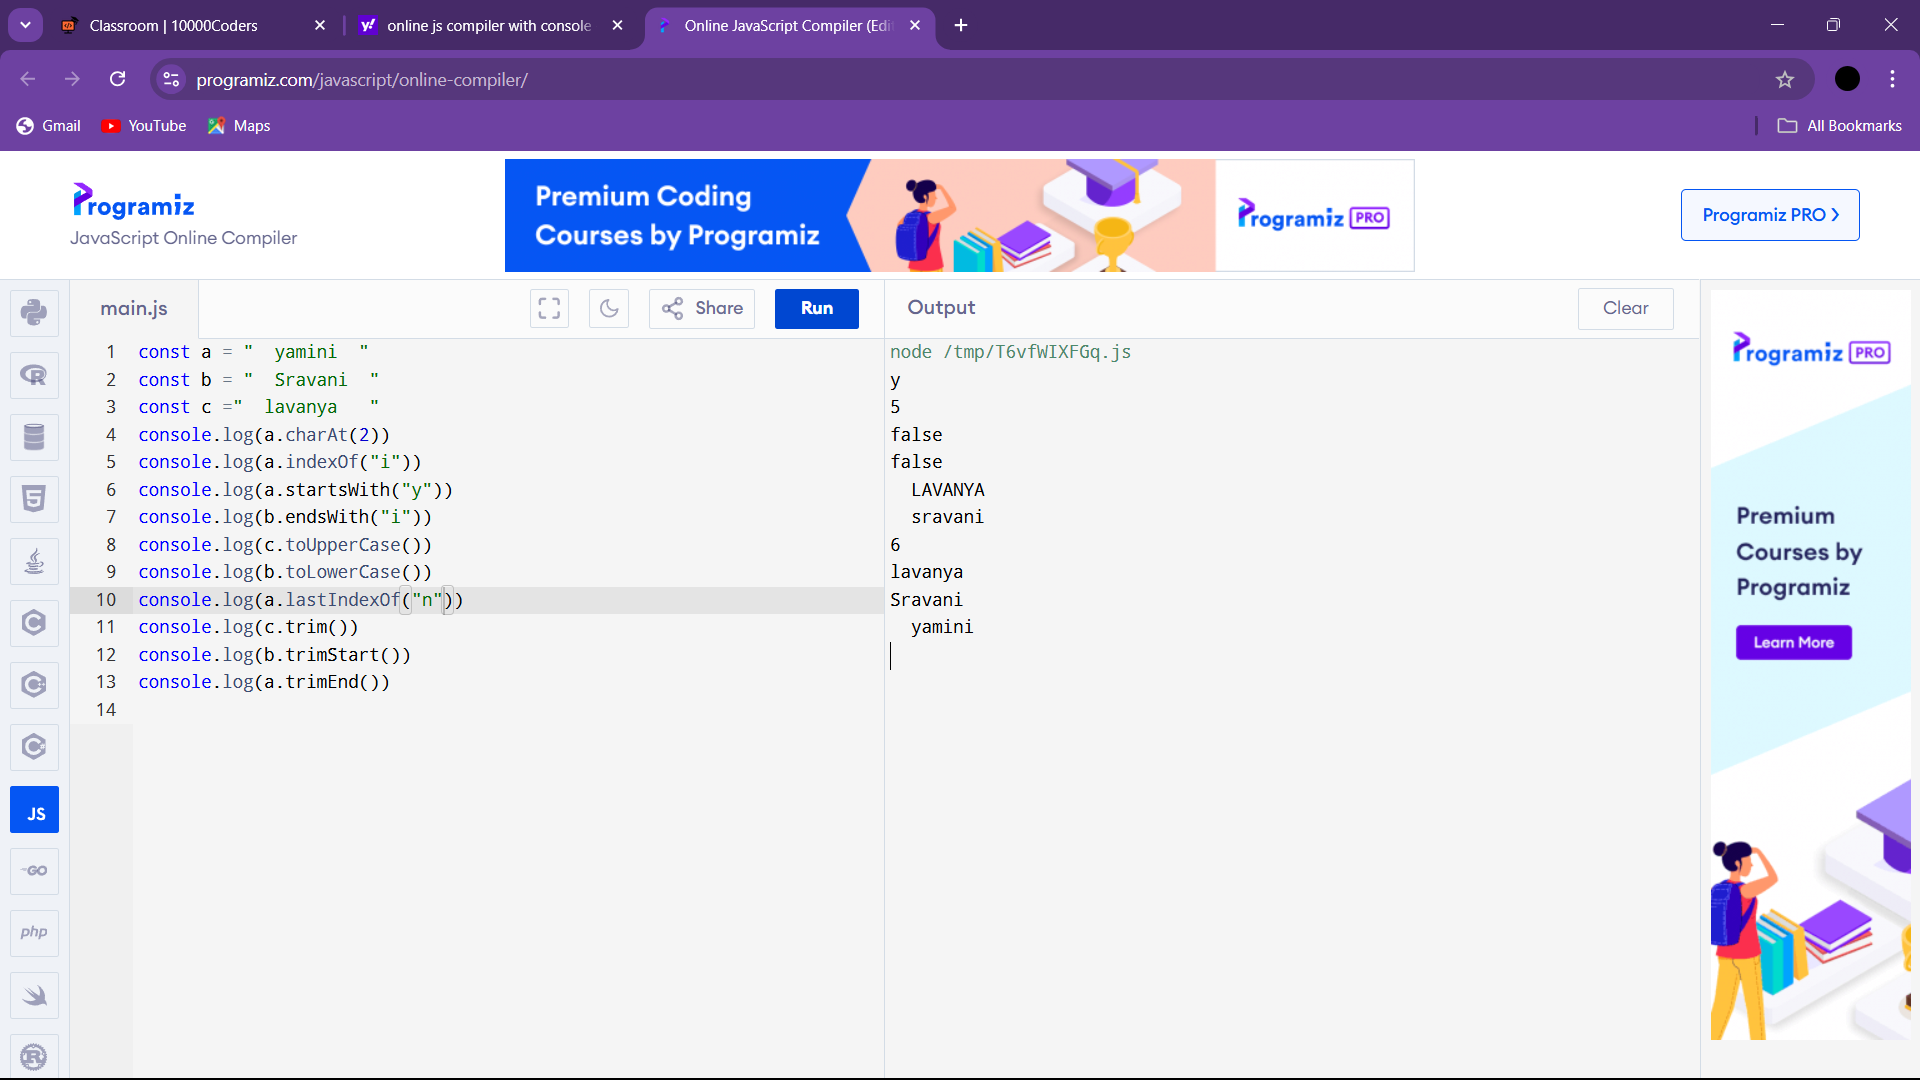 Classroom | 10000Coders
online js compiler with console
Online JavaScript Compiler (Edi
programiz.com/javascript/online-compiler/
Gmail
YouTube
Maps
All Bookmarks
Programiz
JavaScript Online Compiler
Premium Coding
Courses by Programiz
Programiz PRO
Programiz PRO
main.js
Share
Run
Output
Clear
1 const a = "  yamini  "
2 const b = "  Sravani  "
3 const c ="  lavanya   "
4 console.log(a.charAt(2))
5 console.log(a.indexOf("i"))
6 console.log(a.startsWith("y"))
7 console.log(b.endsWith("i"))
8 console.log(c.toUpperCase())
9 console.log(b.toLowerCase())
10 console.log(a.lastIndexOf("n"))
11 console.log(c.trim())
12 console.log(b.trimStart())
13 console.log(a.trimEnd())
14
node /tmp/T6vfWIXFGq.js
y
5
false
false
  LAVANYA
  sravani
6
lavanya
Sravani
  yamini
Programiz PRO
Premium
Courses by
Programiz
Learn More
R
5
C
C
C
JS
GO
php
R